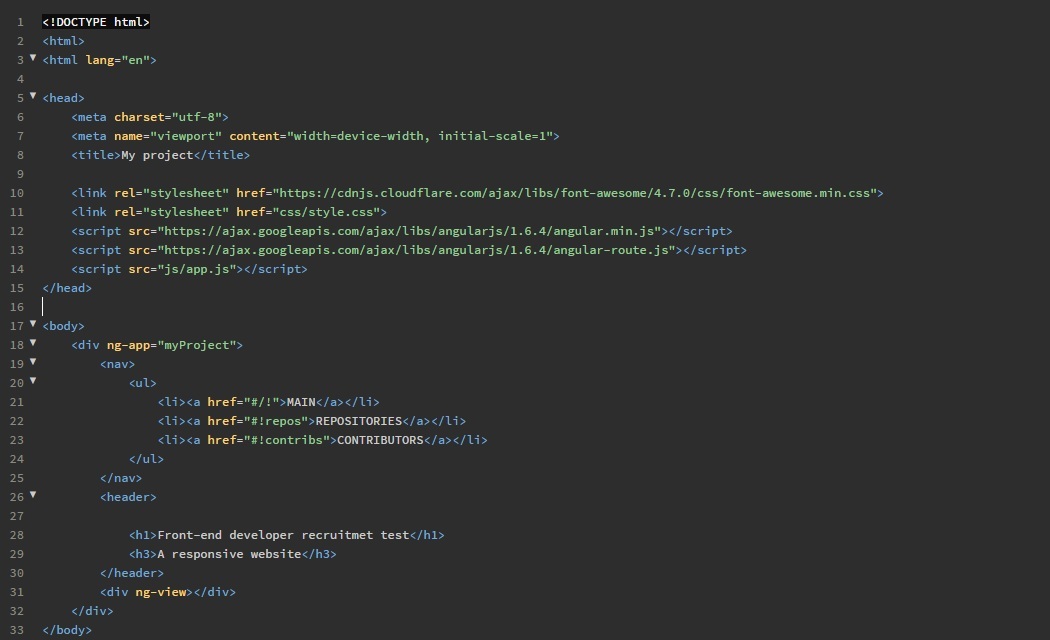 1 <!DOCTYPE html>
2 <html>
3 <html lang="en">
4
5 <head>
6     <meta charset="utf-8">
7     <meta name="viewport" content="width=device-width, initial-scale=1">
8     <title>My project</title>
9
10     <link rel="stylesheet" href="https://cdnjs.cloudflare.com/ajax/libs/font-awesome/4.7.0/css/font-awesome.min.css">
11     <link rel="stylesheet" href="css/style.css">
12     <script src="https://ajax.googleapis.com/ajax/libs/angularjs/1.6.4/angular.min.js"></script>
13     <script src="https://ajax.googleapis.com/ajax/libs/angularjs/1.6.4/angular-route.js"></script>
14     <script src="js/app.js"></script>
15 </head>
16
17 <body>
18     <div ng-app="myProject">
19         <nav>
20             <ul>
21                 <li><a href="#/!">MAIN</a></li>
22                 <li><a href="#!repos">REPOSITORIES</a></li>
23                 <li><a href="#!contribs">CONTRIBUTORS</a></li>
24             </ul>
25         </nav>
26         <header>
27
28             <h1>Front-end developer recruitmet test</h1>
29             <h3>A responsive website</h3>
30         </header>
31         <div ng-view></div>
32     </div>
33 </body>